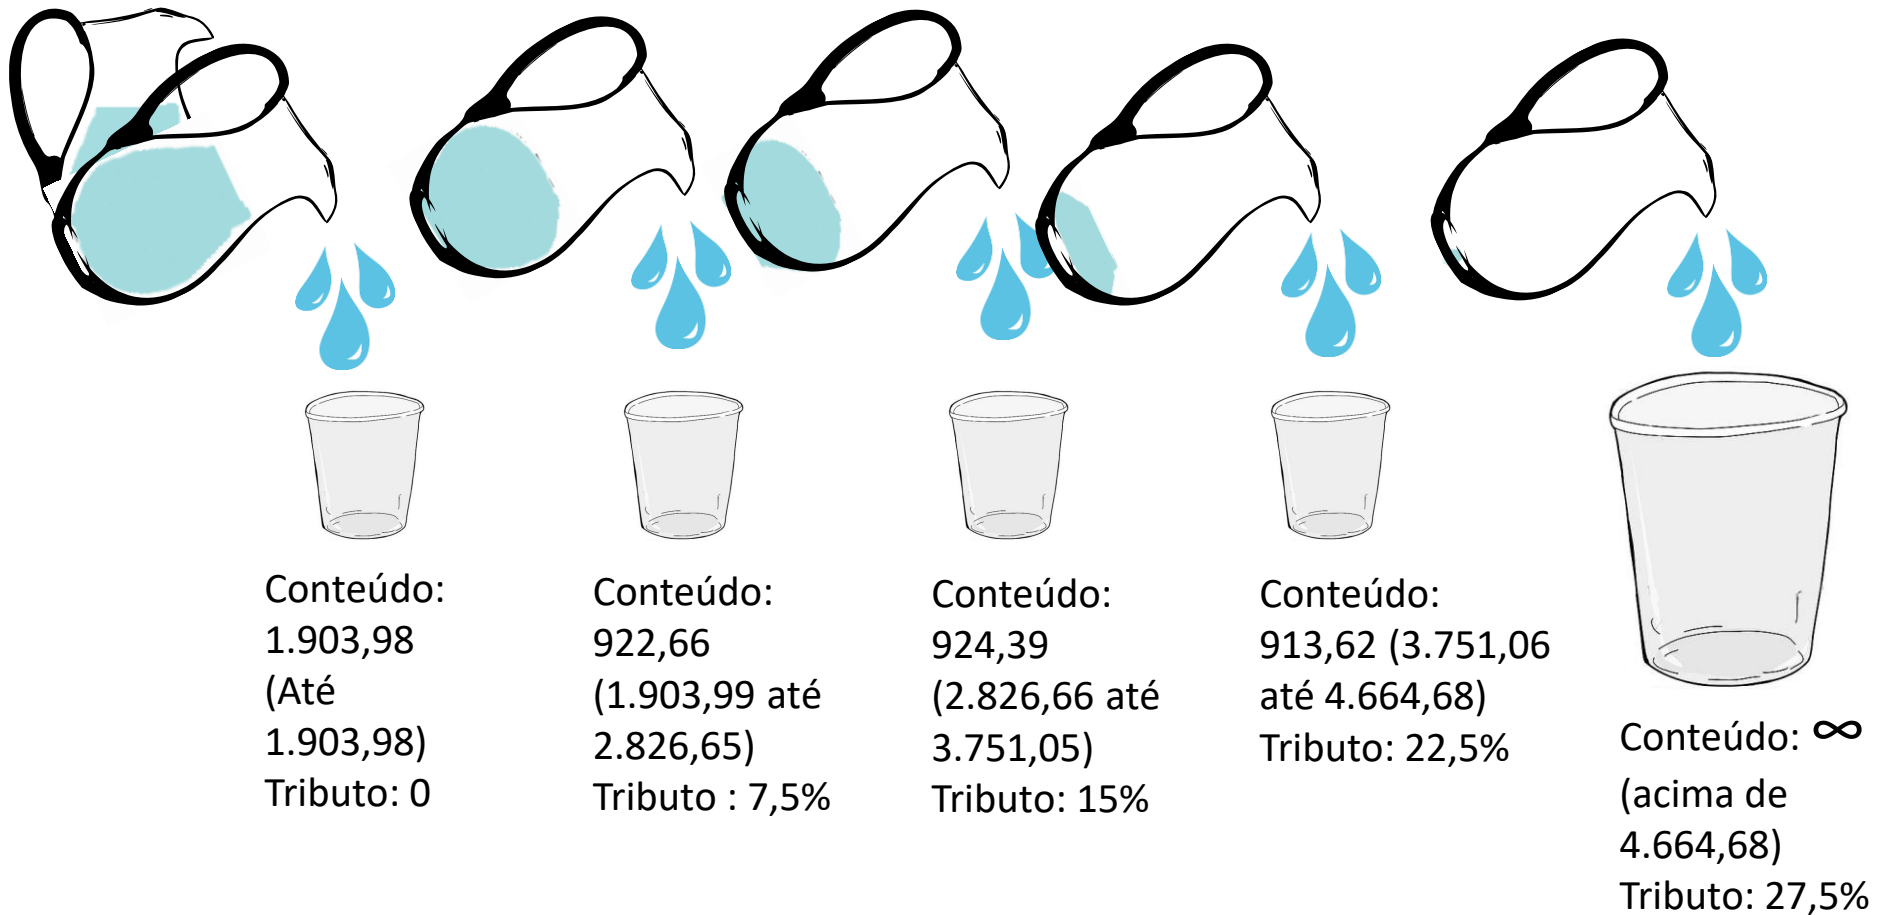 Conteúdo:
1.903,98
(Até
1.903,98)
Tributo: 0
Conteúdo:
922,66
(1.903,99 até
2.826,65)
Tributo : 7,5%
Conteúdo:
924,39
(2.826,66 até
3.751,05)
Tributo: 15%
Conteúdo:
913,62 (3.751,06
até 4.664,68)
Tributo: 22,5%
Conteúdo: ∞
(acima de
4.664,68)
Tributo: 27,5%